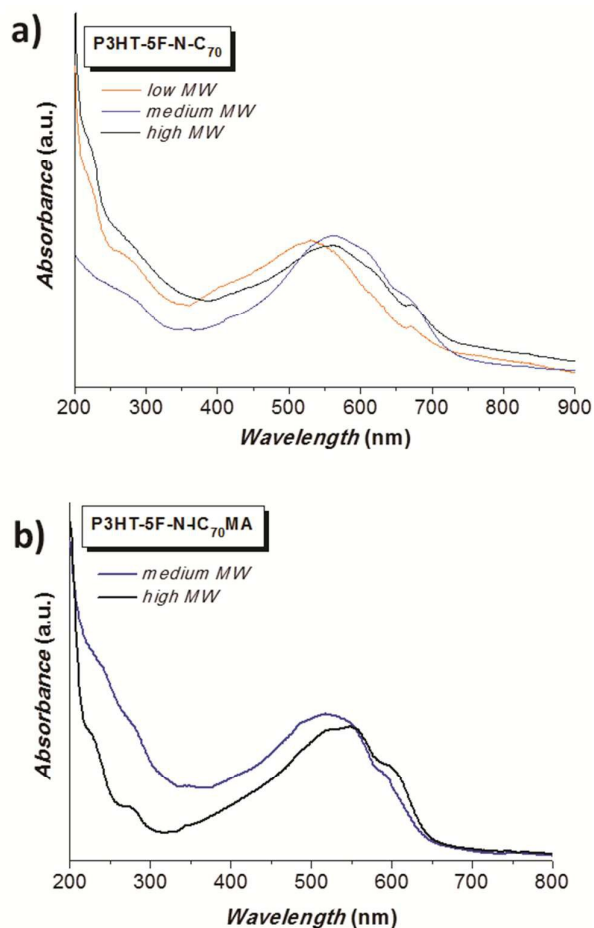 a)
P3HT-5F-N-C₇₀
low MW
medium MW
high MW
Absorbance (a.u.)
200 300 400 500 600 700 800 900
Wavelength (nm)
b)
P3HT-5F-N-IC₇₀MA
medium MW
high MW
Absorbance (a.u.)
200 300 400 500 600 700 800
Wavelength (nm)